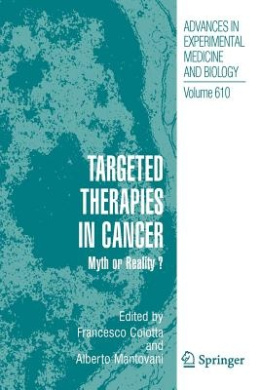 ADVANCES IN
EXPERIMENTAL
MEDICINE
AND BIOLOGY
Volume 610
TARGETED
THERAPIES
IN CANCER
Myth or Reality ?
Edited by
Francesco Colotta
and
Alberto Mantovani
Springer